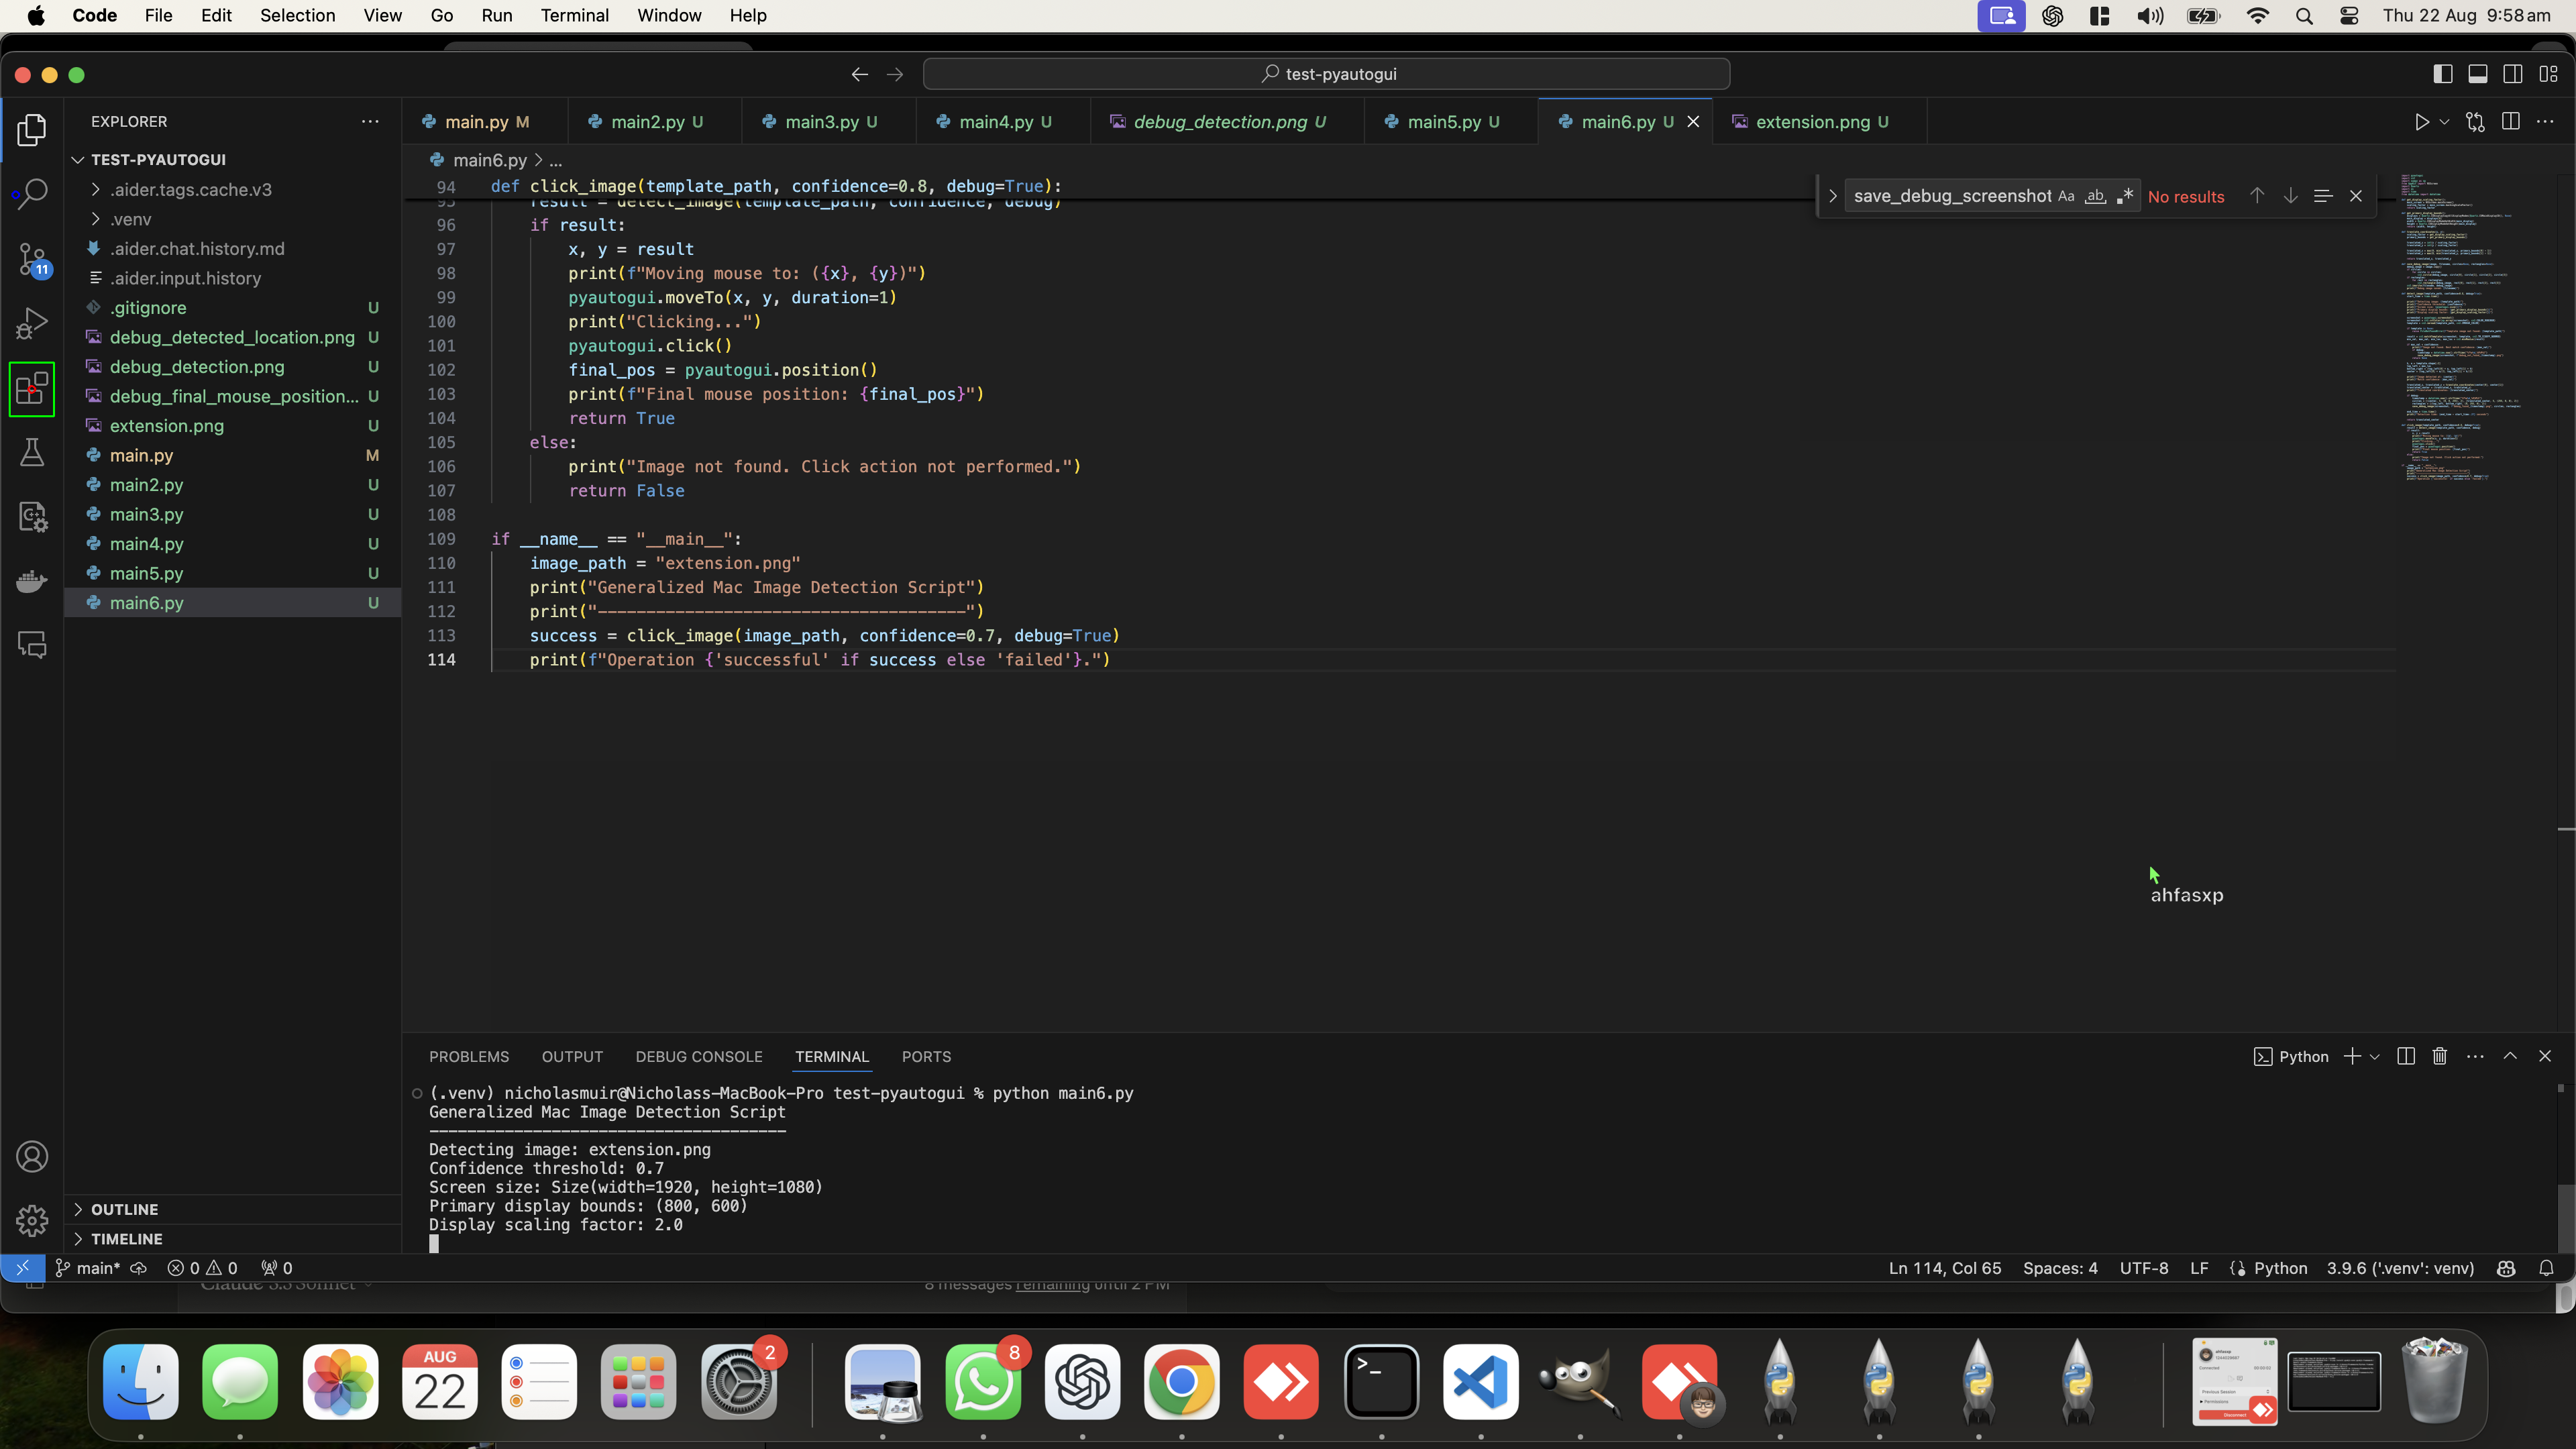 Code File Edit Selection View Go Run Terminal Window Help Thu 22 Aug 9:58 am
test-pyautogui
EXPLORER
TEST-PYAUTOGUI
.aider.tags.cache.v3
.venv
.aider.chat.history.md
.aider.input.history
.gitignore U
debug_detected_location.png U
debug_detection.png U
debug_final_mouse_position... U
extension.png U
main.py M
main2.py U
main3.py U
main4.py U
main5.py U
main6.py U
OUTLINE
TIMELINE
11
main.py M main2.py U main3.py U main4.py U debug_detection.png U main5.py U main6.py U extension.png U
main6.py > ...
save_debug_screenshot Aa ab .* No results
94 def click_image(template_path, confidence=0.8, debug=True):
95 result = detect_image(template_path, confidence, debug)
96 if result:
97 x, y = result
98 print(f"Moving mouse to: ({x}, {y})")
99 pyautogui.moveTo(x, y, duration=1)
100 print("Clicking...")
101 pyautogui.click()
102 final_pos = pyautogui.position()
103 print(f"Final mouse position: {final_pos}")
104 return True
105 else:
106 print("Image not found. Click action not performed.")
107 return False
108
109 if __name__ == "__main__":
110 image_path = "extension.png"
111 print("Generalized Mac Image Detection Script")
112 print("--------------------------------------")
113 success = click_image(image_path, confidence=0.7, debug=True)
114 print(f"Operation {'successful' if success else 'failed'}.")
ahfasxp
PROBLEMS OUTPUT DEBUG CONSOLE TERMINAL PORTS Python
(.venv) nicholasmuir@Nicholass-MacBook-Pro test-pyautogui % python main6.py
Generalized Mac Image Detection Script
--------------------------------------
Detecting image: extension.png
Confidence threshold: 0.7
Screen size: Size(width=1920, height=1080)
Primary display bounds: (800, 600)
Display scaling factor: 2.0
main* 0 0 0 Ln 114, Col 65 Spaces: 4 UTF-8 LF Python 3.9.6 ('.venv': venv)
Claude 3.5 Sonnet 8 messages remaining until 2 PM
AUG
22
2
8